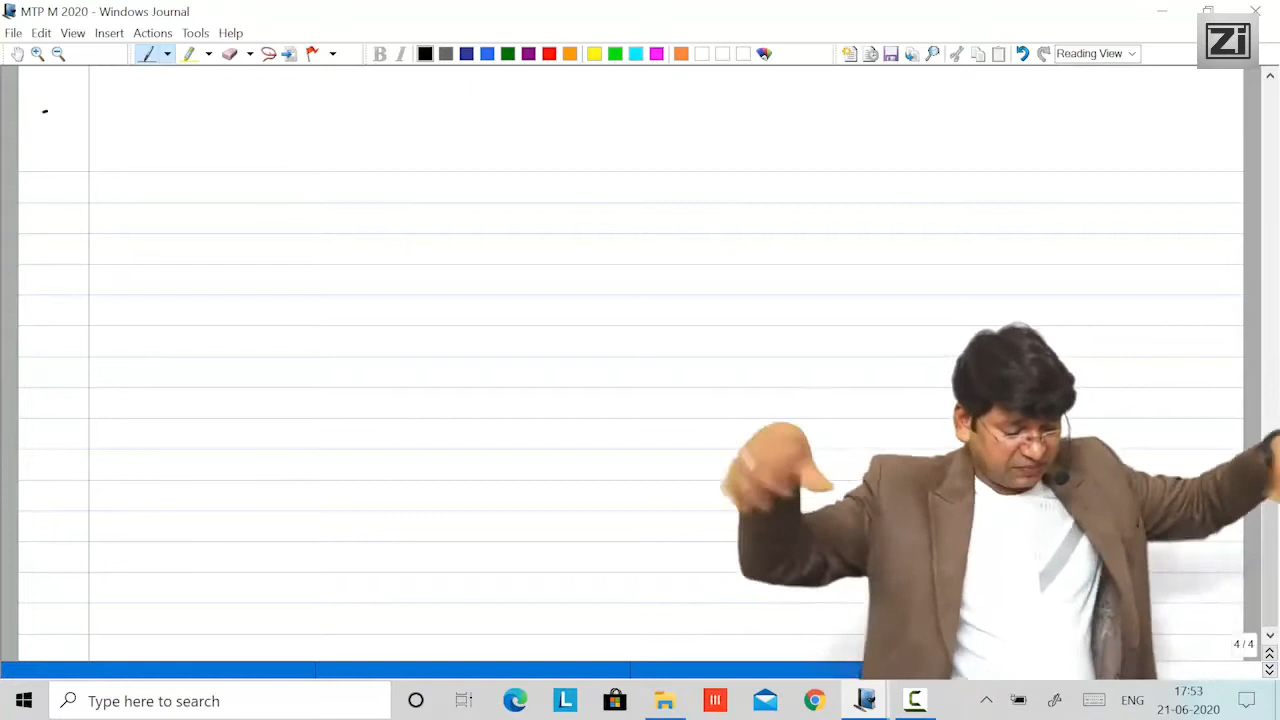 MTP M 2020 - Windows Journal
Zi
File Edit View Insert Actions Tools Help
B I Reading View
4 / 4
Type here to search
L
ENG
17:53
21-06-2020